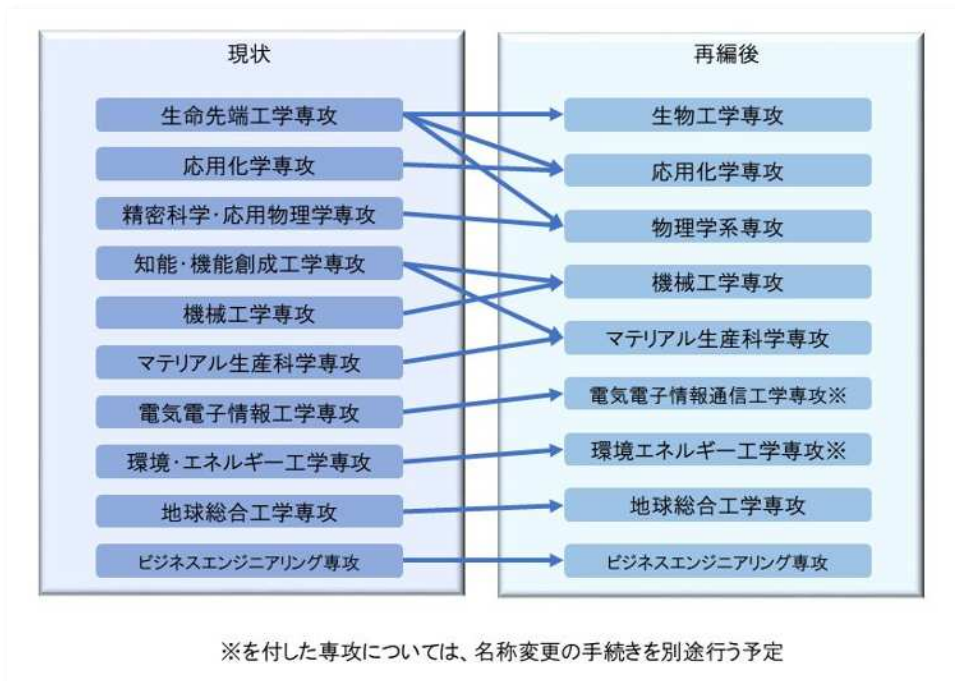 現状
生命先端工学専攻
応用化学専攻
精密科学・応用物理学専攻
知能・機能創成工学専攻
機械工学専攻
マテリアル生産科学専攻
電気電子情報工学専攻
環境・エネルギー工学専攻
地球総合工学専攻
ビジネスエンジニアリング専攻
再編後
生物工学専攻
応用化学専攻
物理学系専攻
機械工学専攻
マテリアル生産科学専攻
電気電子情報通信工学専攻※
環境エネルギー工学専攻※
地球総合工学専攻
ビジネスエンジニアリング専攻
※を付した専攻については、名称変更の手続きを別途行う予定